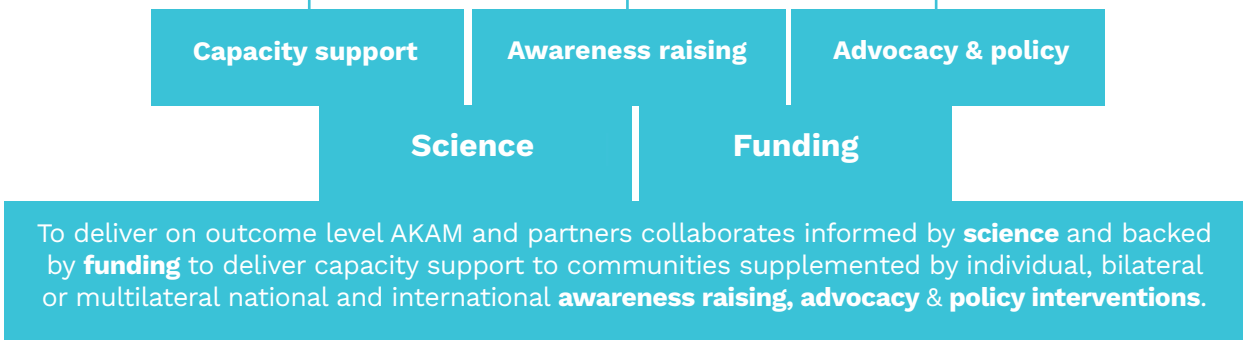 Capacity support
Awareness raising
Advocacy & policy
Science
Funding
To deliver on outcome level AKAM and partners collaborates informed by science and backed
by funding to deliver capacity support to communities supplemented by individual, bilateral
or multilateral national and international awareness raising, advocacy & policy interventions.